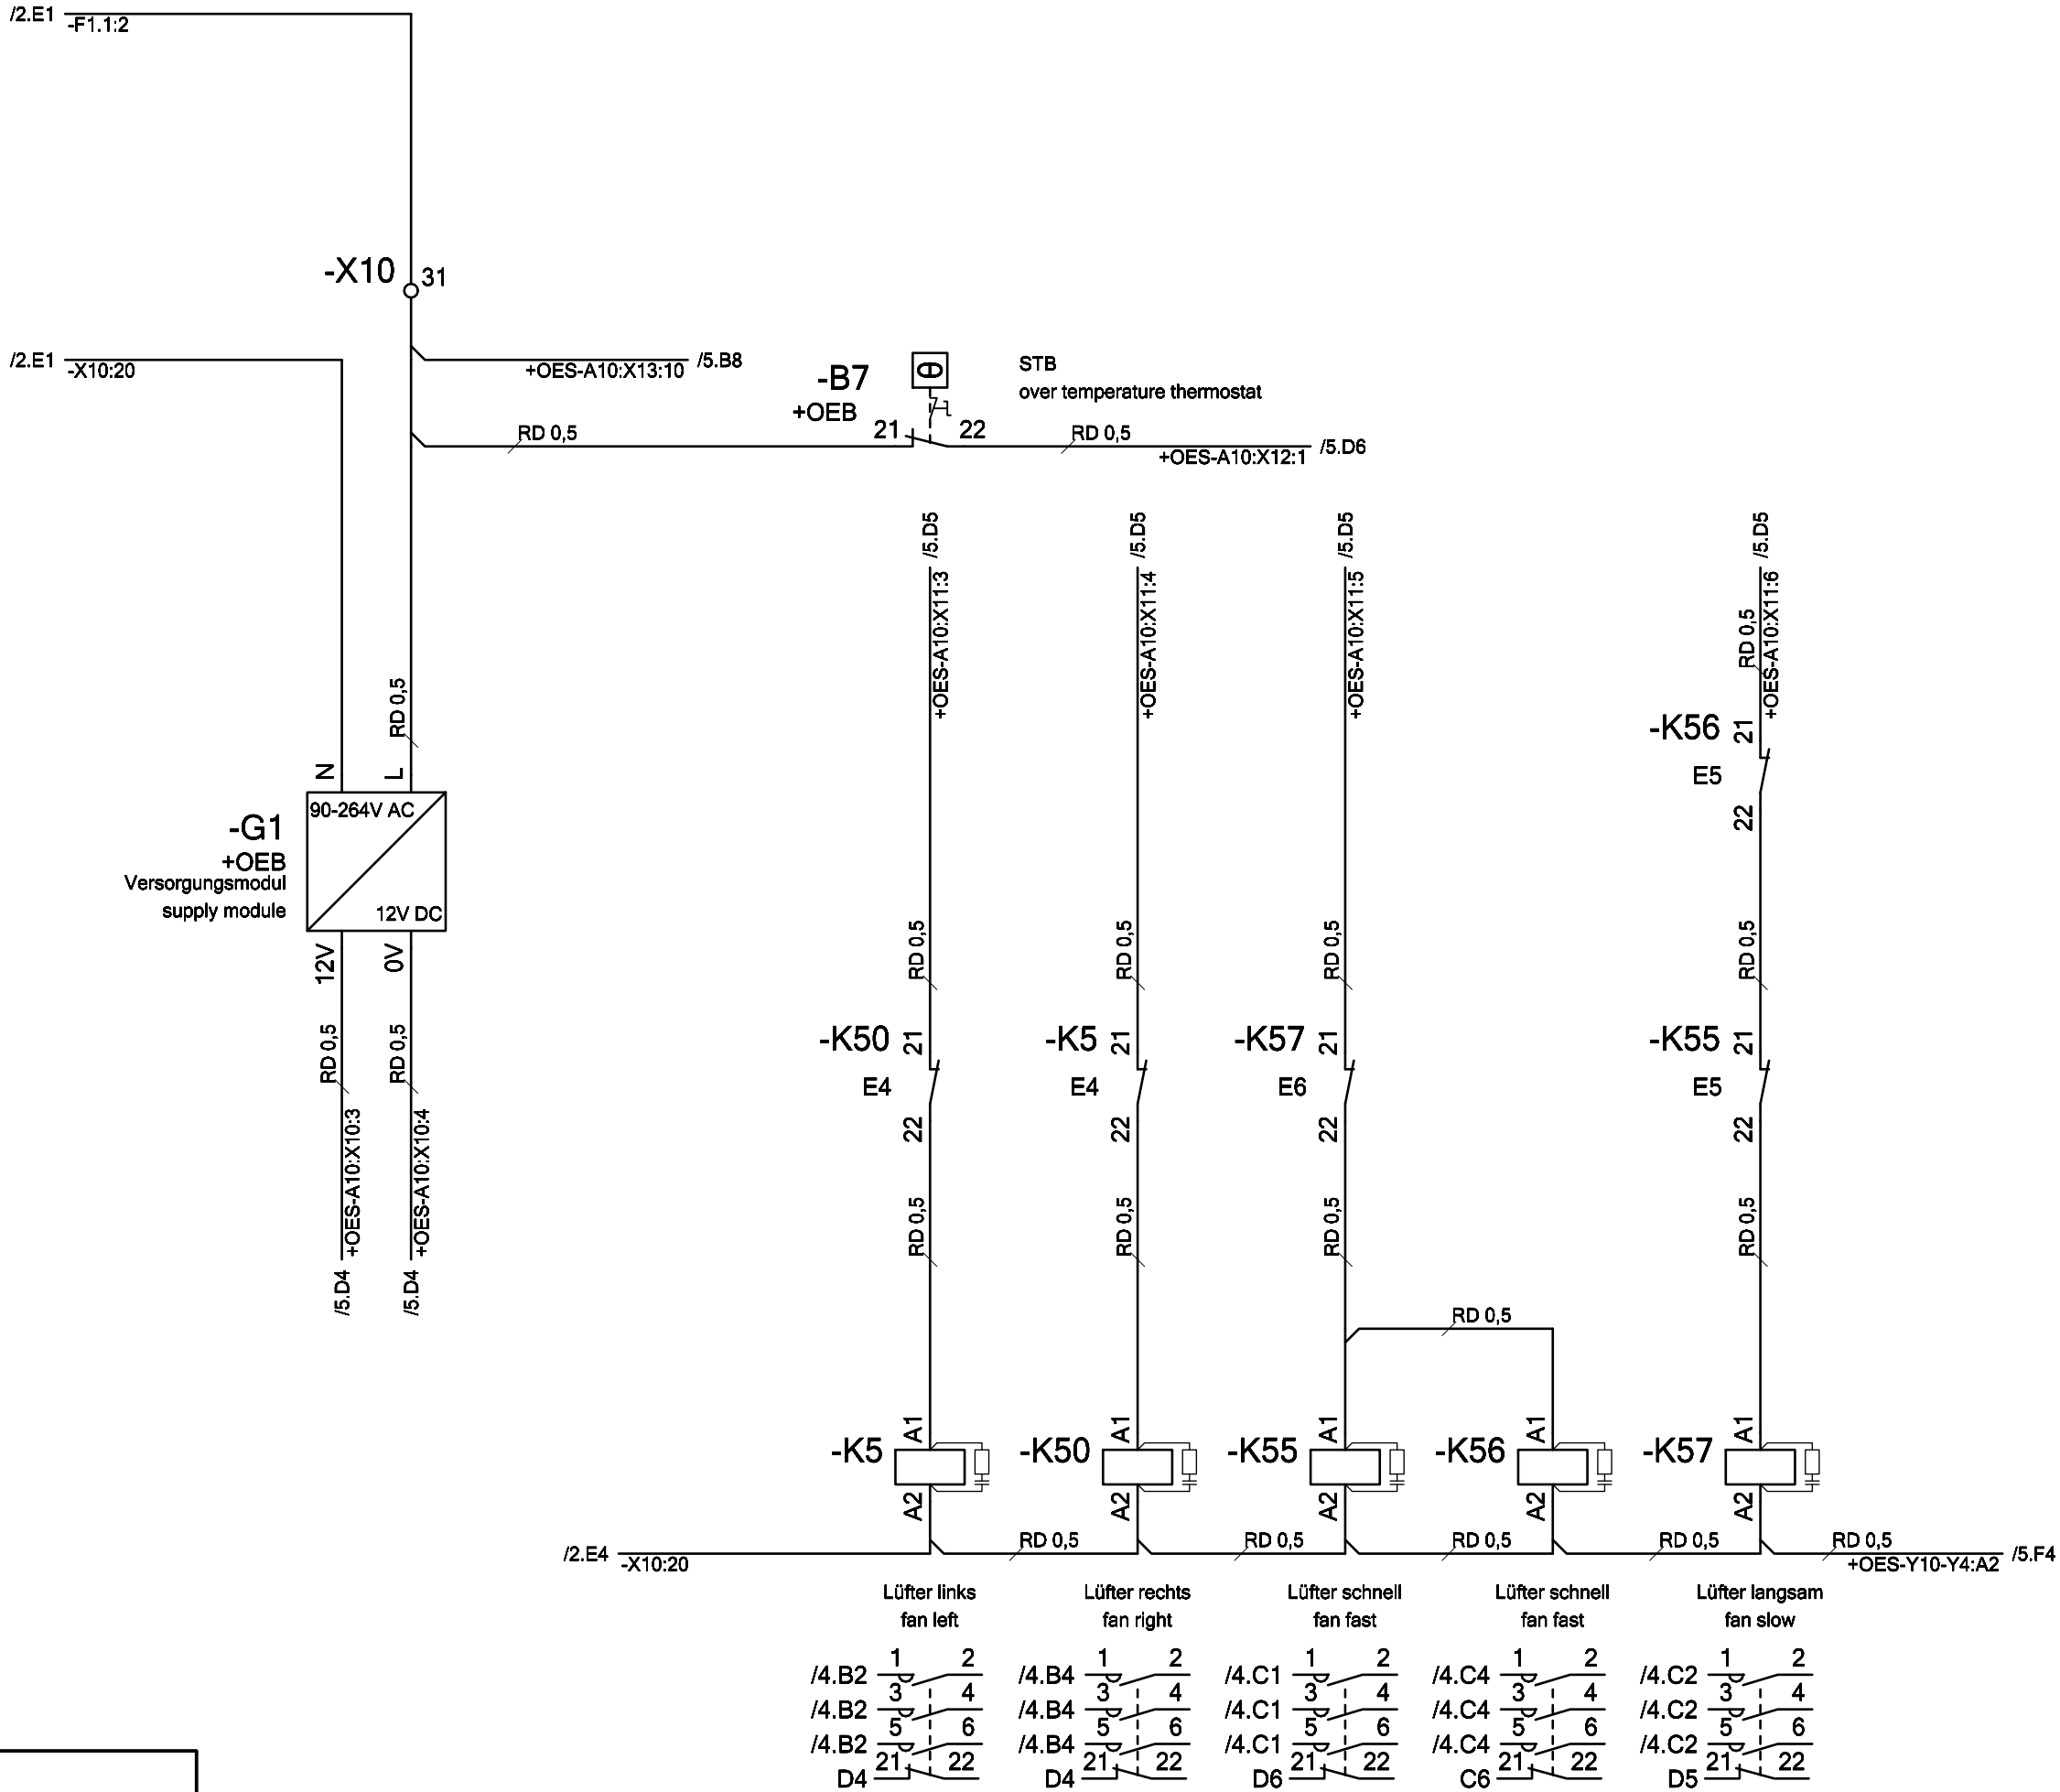 /2.E1
-F1.1:2
-X10 31
/2.E1
-X10:20
+OES-A10:X13:10
/5.B8
-B7
+OEB
STB
over temperature thermostat
RD 0,5
21 22
RD 0,5
+OES-A10:X12:1
/5.D6
/5.D5
/5.D5
/5.D5
/5.D5
+OES-A10:X11:3
+OES-A10:X11:4
+OES-A10:X11:5
RD 0,5
+OES-A10:X11:6
RD 0,5
-K56 21
E5
22
N L
90-264V AC
12V DC
-G1
+OEB
Versorgungsmodul
supply module
12V 0V
RD 0,5
RD 0,5
+OES-A10:X10:3
+OES-A10:X10:4
/5.D4
/5.D4
RD 0,5
RD 0,5
RD 0,5
RD 0,5
-K50 21
E4
22
-K5 21
E4
22
-K57 21
E6
22
-K55 21
E5
22
RD 0,5
RD 0,5
RD 0,5
RD 0,5
RD 0,5
-K5 A1
A2
-K50 A1
A2
-K55 A1
A2
-K56 A1
A2
-K57 A1
A2
/2.E4
-X10:20
RD 0,5
RD 0,5
RD 0,5
RD 0,5
RD 0,5
+OES-Y10-Y4:A2
/5.F4
Lüfter links
fan left
Lüfter rechts
fan right
Lüfter schnell
fan fast
Lüfter schnell
fan fast
Lüfter langsam
fan slow
/4.B2 1 2
/4.B2 3 4
/4.B2 5 6
D4 21 22
/4.B4 1 2
/4.B4 3 4
/4.B4 5 6
D4 21 22
/4.C1 1 2
/4.C1 3 4
/4.C1 5 6
D6 21 22
/4.C4 1 2
/4.C4 3 4
/4.C4 5 6
C6 21 22
/4.C2 1 2
/4.C2 3 4
/4.C2 5 6
D5 21 22